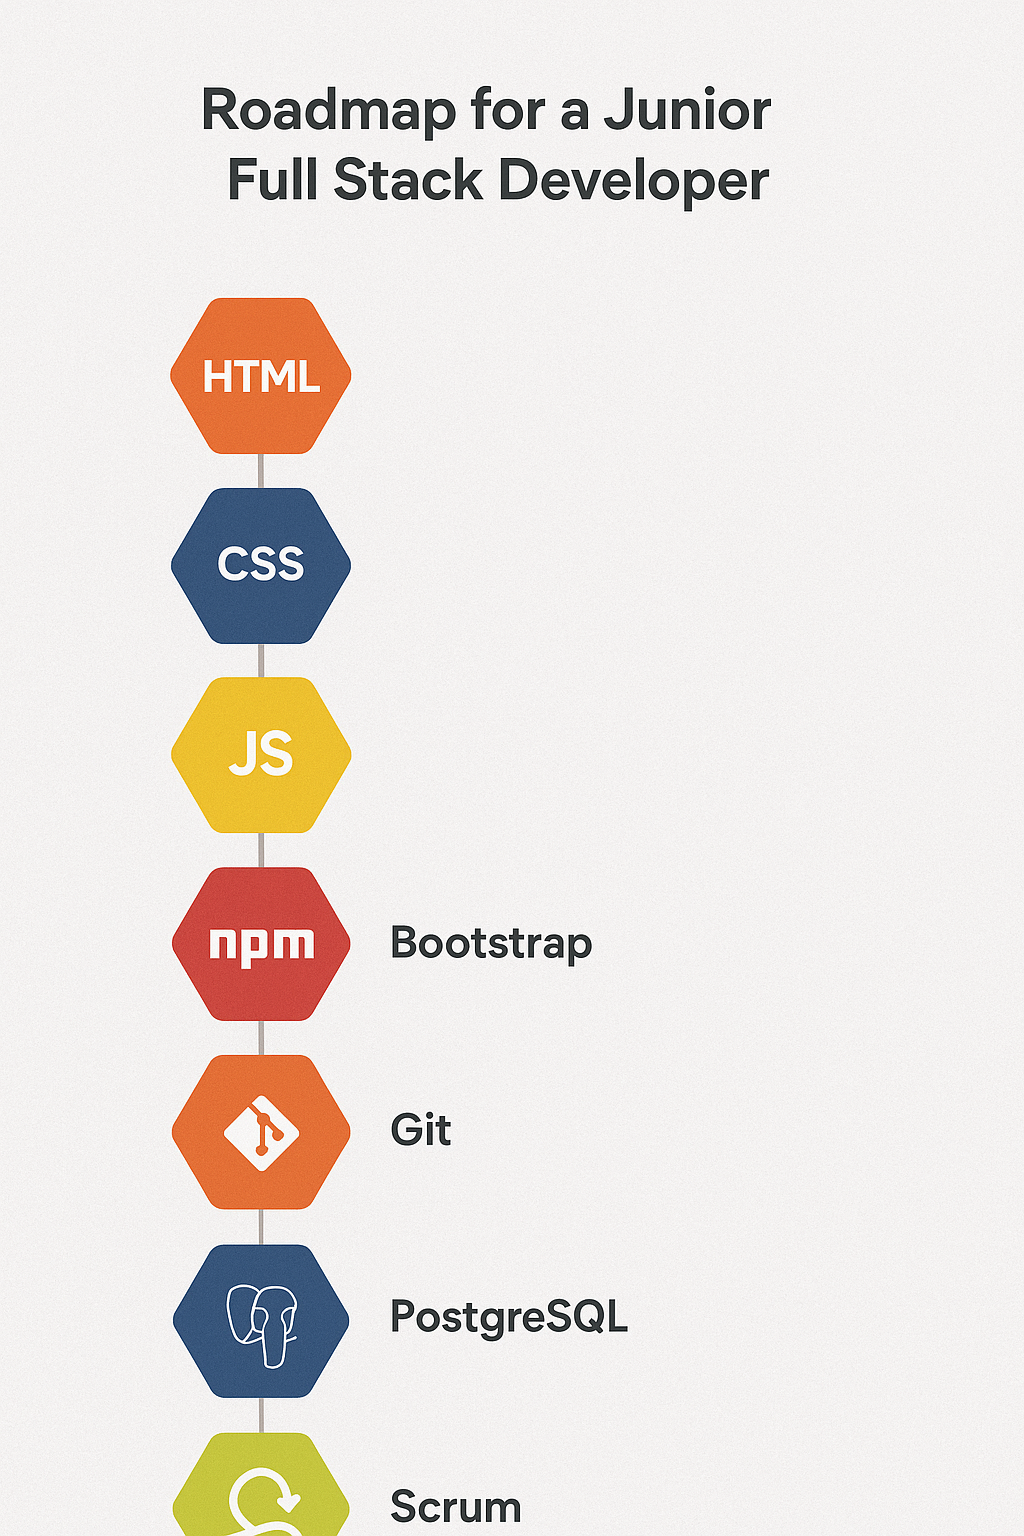 Roadmap for a Junior
Full Stack Developer
HTML
CSS
JS
npm
Bootstrap
Git
PostgreSQL
Scrum